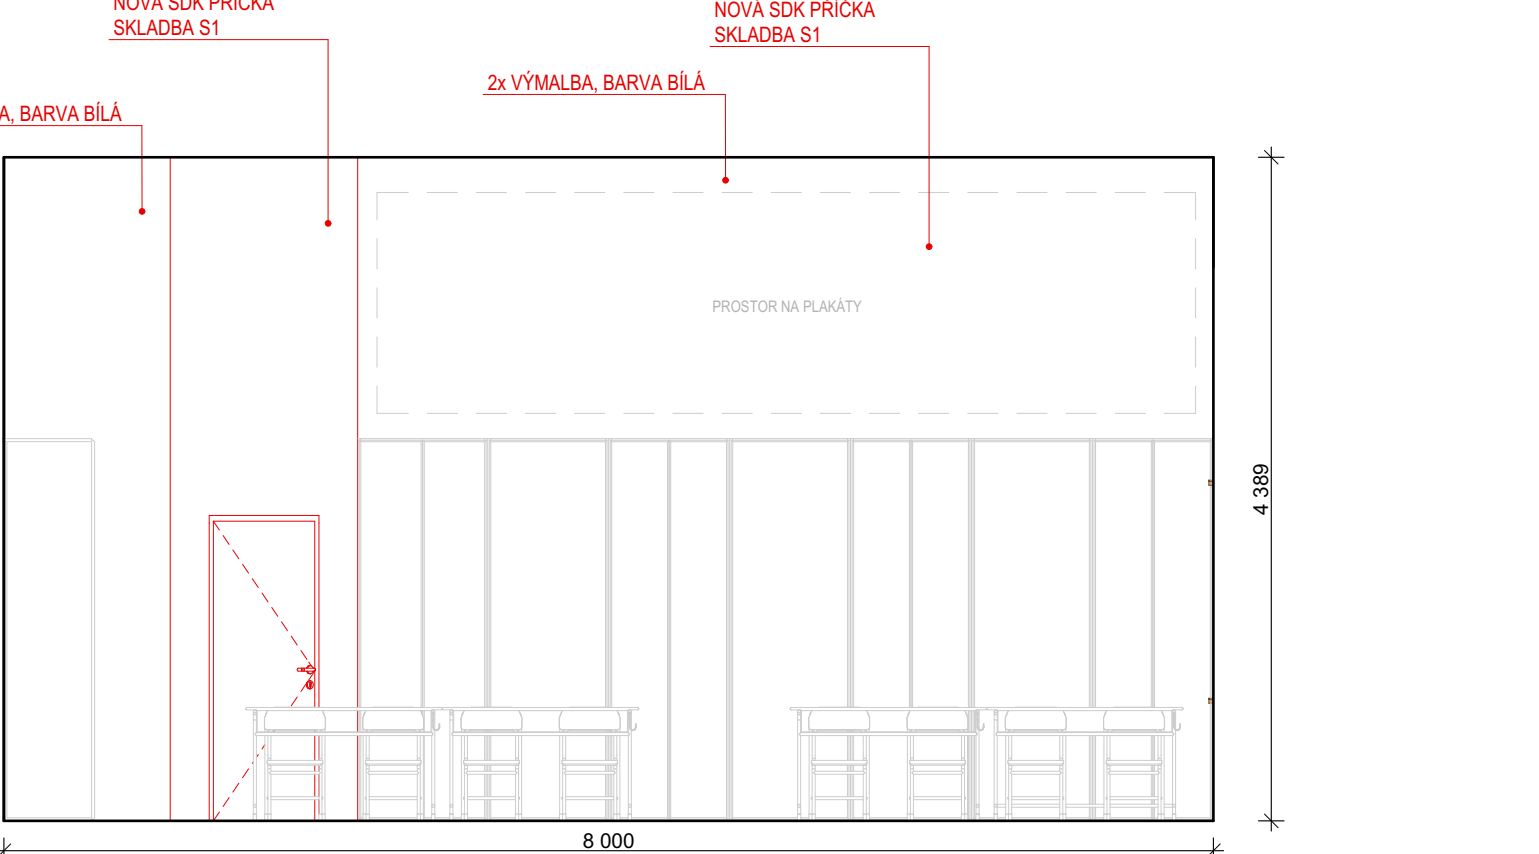 NOVÁ SDK PŘÍČKA
SKLADBA S1
NOVÁ SDK PŘÍČKA
SKLADBA S1
2x VÝMALBA, BARVA BÍLÁ
BARVA BÍLÁ
PROSTOR NA PLAKÁTY
4 389
8 000